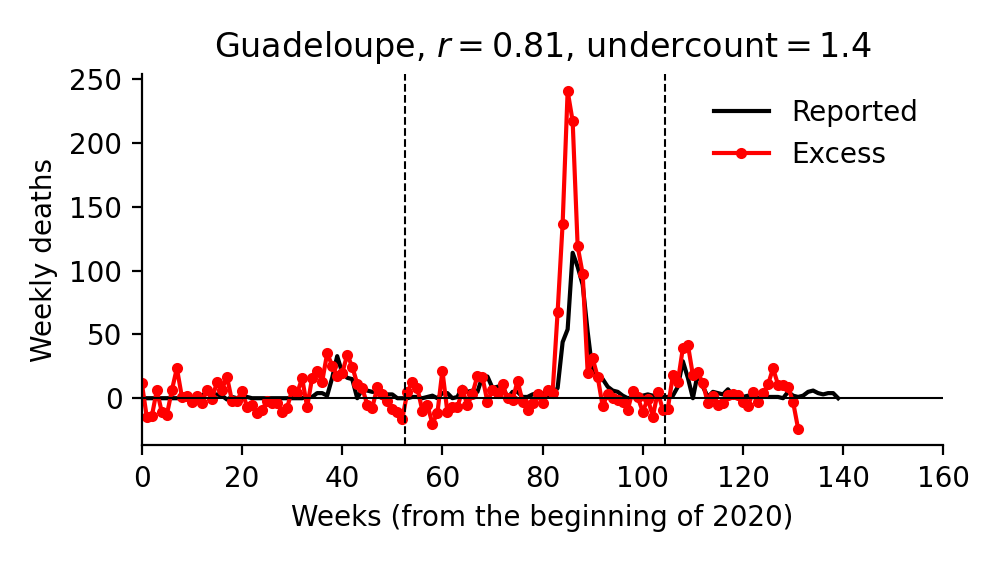 Guadeloupe, r = 0.81, undercount = 1.4
250
200
150
100
50
0
Weekly deaths
Reported
Excess
0 20 40 60 80 100 120 140 160
Weeks (from the beginning of 2020)